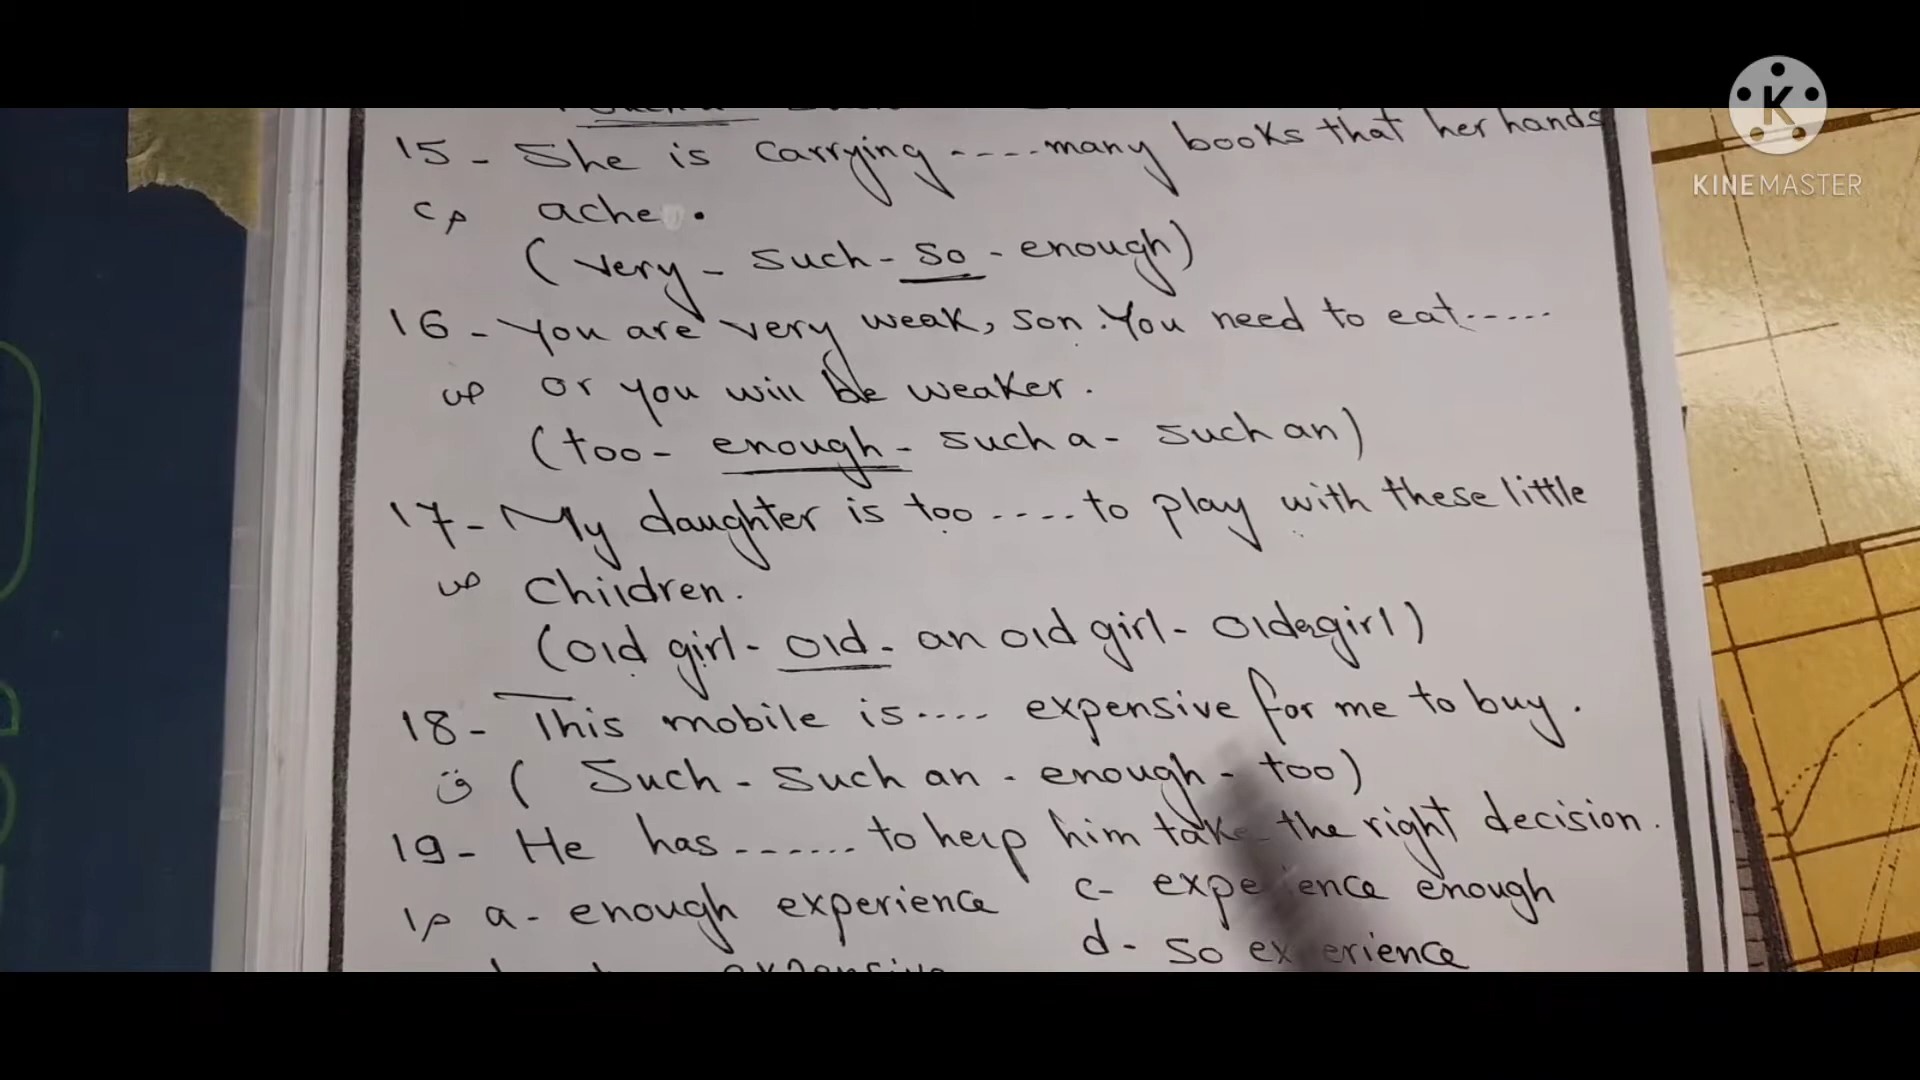 KINEMASTER
15 - She is carrying ---- many books that her hands
ache.
(very - such - so - enough)
16 - You are very weak, son. You need to eat.....
or you will be weaker.
(too - enough - such a - such an)
17 - My daughter is too .... to play with these little
Children.
(old girl - old - an old girl - old a girl)
18 - This mobile is.... expensive for me to buy.
(Such - such an - enough - too)
19 - He has ...... to help him take the right decision.
a - enough experience c- experience enough
d - so experience